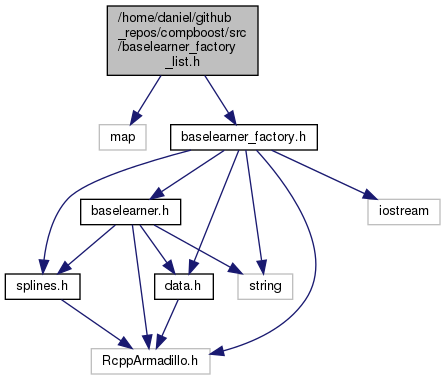 /home/daniel/github
_repos/compboost/src
/baselearner_factory
_list.h
map
baselearner_factory.h
baselearner.h
iostream
splines.h
data.h
string
RcppArmadillo.h